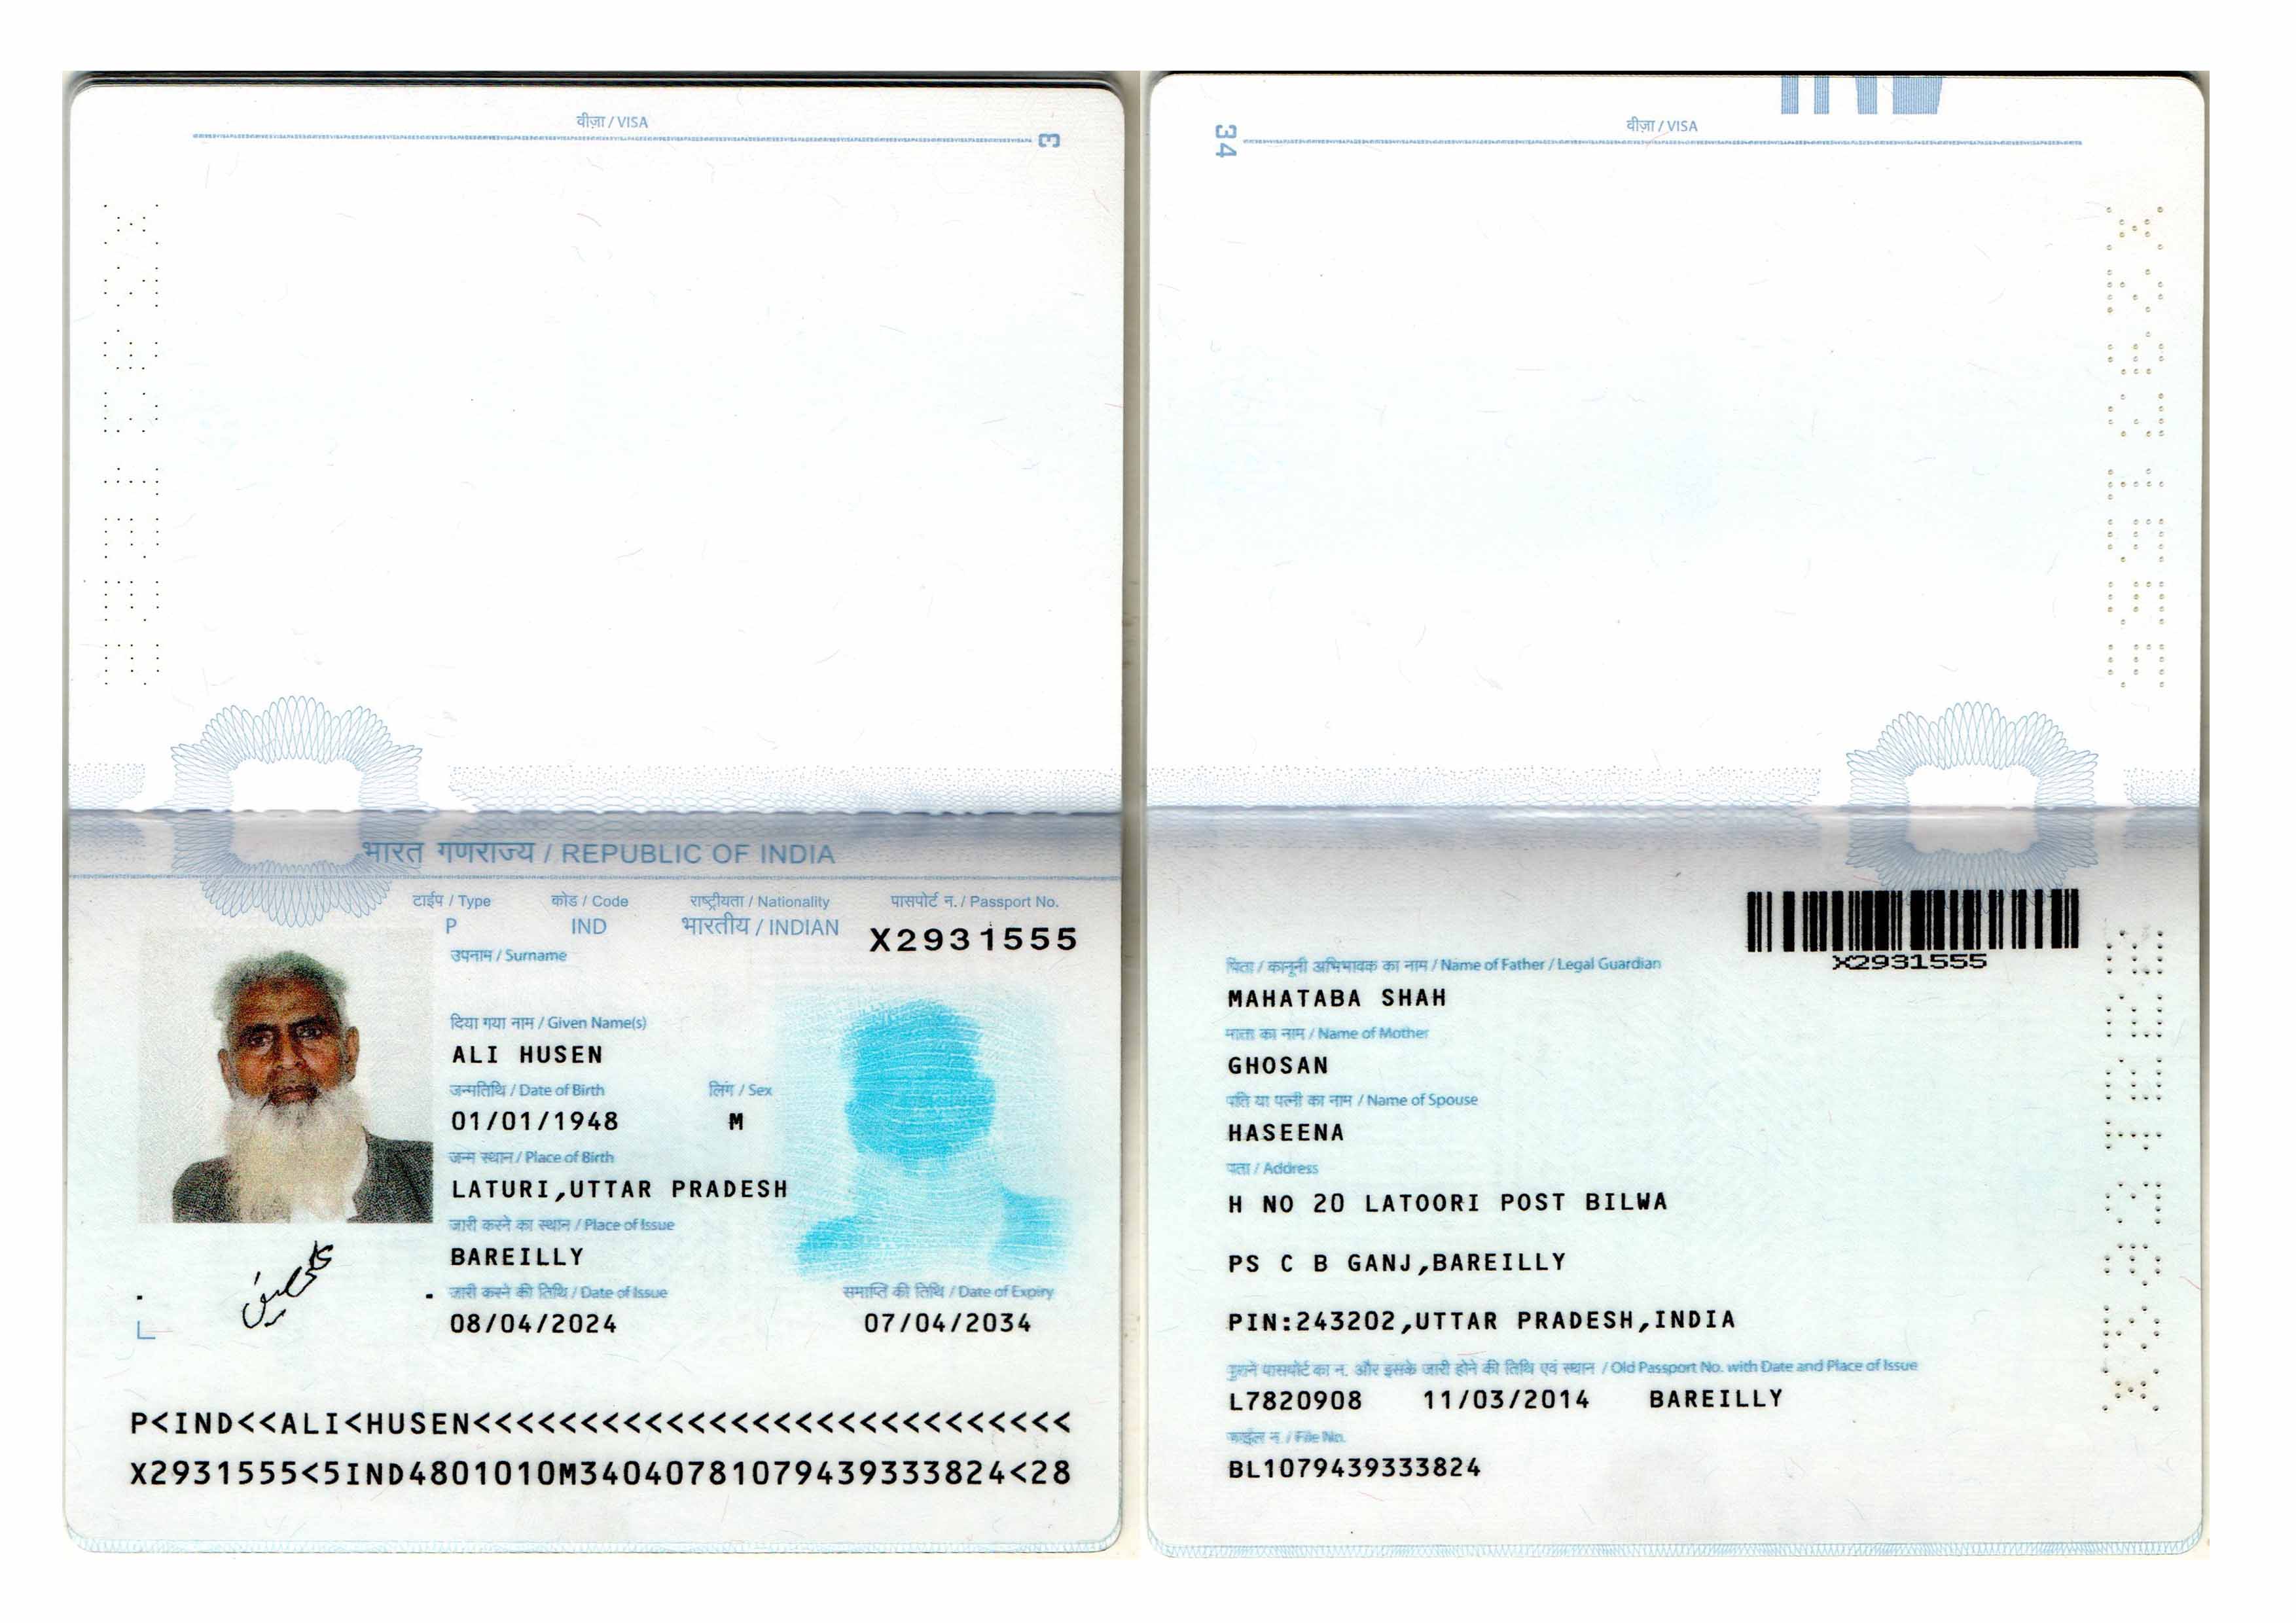 वीज़ा / VISA
3
भारत गणराज्य / REPUBLIC OF INDIA
टाईप / Type कोड / Code राष्ट्रीयता / Nationality पासपोर्ट न. / Passport No.
P IND भारतीय / INDIAN X2931555
उपनाम / Surname
दिया गया नाम / Given Name(s)
ALI HUSEN
जन्मतिथि / Date of Birth लिंग / Sex
01/01/1948 M
जन्म स्थान / Place of Birth
LATURI,UTTAR PRADESH
जारी करने का स्थान / Place of Issue
BAREILLY
जारी करने की तिथि / Date of Issue समाप्ति की तिथि / Date of Expiry
08/04/2024 07/04/2034
P<IND<<ALI<HUSEN<<<<<<<<<<<<<<<<<<<<<<<<<<<<
X2931555<5IND4801010M34040781079439333824<28
34
वीज़ा / VISA
X2931555
X2931555
पिता / कानूनी अभिभावक का नाम / Name of Father / Legal Guardian
MAHATABA SHAH
माता का नाम / Name of Mother
GHOSAN
पति या पत्नी का नाम / Name of Spouse
HASEENA
पता / Address
H NO 20 LATOORI POST BILWA
PS C B GANJ,BAREILLY
PIN:243202,UTTAR PRADESH,INDIA
पुराने पासपोर्ट का न. और इसके जारी होने की तिथि एवं स्थान / Old Passport No. with Date and Place of Issue
L7820908 11/03/2014 BAREILLY
फाईल न. / File No.
BL1079439333824